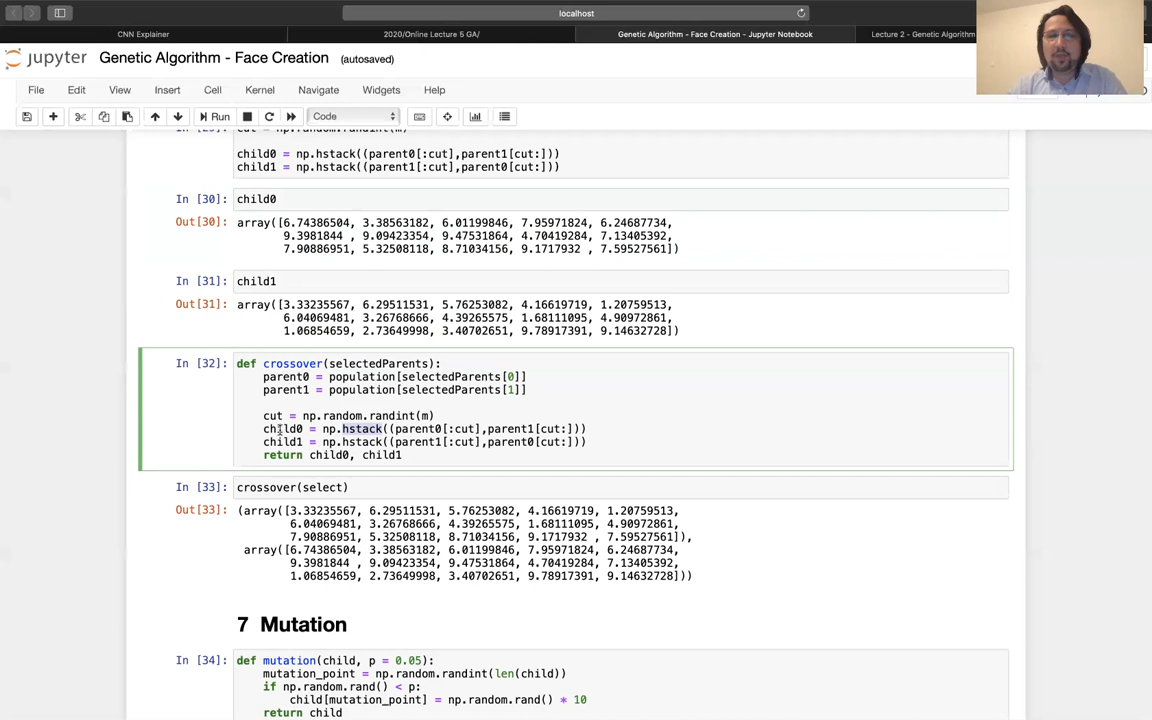 localhost
CNN Explainer
2020/Online Lecture 5 GA/
Genetic Algorithm - Face Creation - Jupyter Notebook
Lecture 2 - Genetic Algorithm
jupyter Genetic Algorithm - Face Creation (autosaved)
File Edit View Insert Cell Kernel Navigate Widgets Help
Run Code
cut = np.random.randint(m)
child0 = np.hstack((parent0[:cut],parent1[cut:]))
child1 = np.hstack((parent1[:cut],parent0[cut:]))
In [30]: child0
Out[30]: array([6.74386504, 3.38563182, 6.01199846, 7.95971824, 6.24687734,
9.3981844 , 9.09423354, 9.47531864, 4.70419284, 7.13405392,
7.90886951, 5.32508118, 8.71034156, 9.1717932 , 7.59527561])
In [31]: child1
Out[31]: array([3.33235567, 6.29511531, 5.76253082, 4.16619719, 1.20759513,
6.04069481, 3.26768666, 4.39265575, 1.68111095, 4.90972861,
1.06854659, 2.73649998, 3.40702651, 9.78917391, 9.14632728])
In [32]: def crossover(selectedParents):
parent0 = population[selectedParents[0]]
parent1 = population[selectedParents[1]]
cut = np.random.randint(m)
child0 = np.hstack((parent0[:cut],parent1[cut:]))
child1 = np.hstack((parent1[:cut],parent0[cut:]))
return child0, child1
In [33]: crossover(select)
Out[33]: (array([3.33235567, 6.29511531, 5.76253082, 4.16619719, 1.20759513,
6.04069481, 3.26768666, 4.39265575, 1.68111095, 4.90972861,
7.90886951, 5.32508118, 8.71034156, 9.1717932 , 7.59527561]),
array([6.74386504, 3.38563182, 6.01199846, 7.95971824, 6.24687734,
9.3981844 , 9.09423354, 9.47531864, 4.70419284, 7.13405392,
1.06854659, 2.73649998, 3.40702651, 9.78917391, 9.14632728]))
7 Mutation
In [34]: def mutation(child, p = 0.05):
mutation_point = np.random.randint(len(child))
if np.random.rand() < p:
child[mutation_point] = np.random.rand() * 10
return child